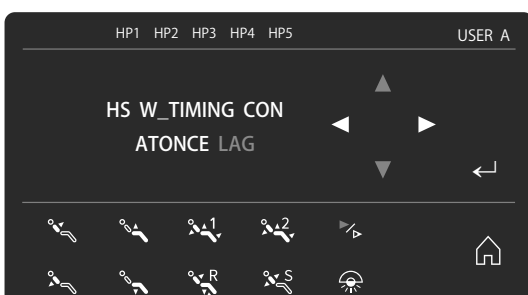 HP1 HP2 HP3 HP4 HP5 USER A
HS W_TIMING CON
ATONCE LAG
1 2
R S